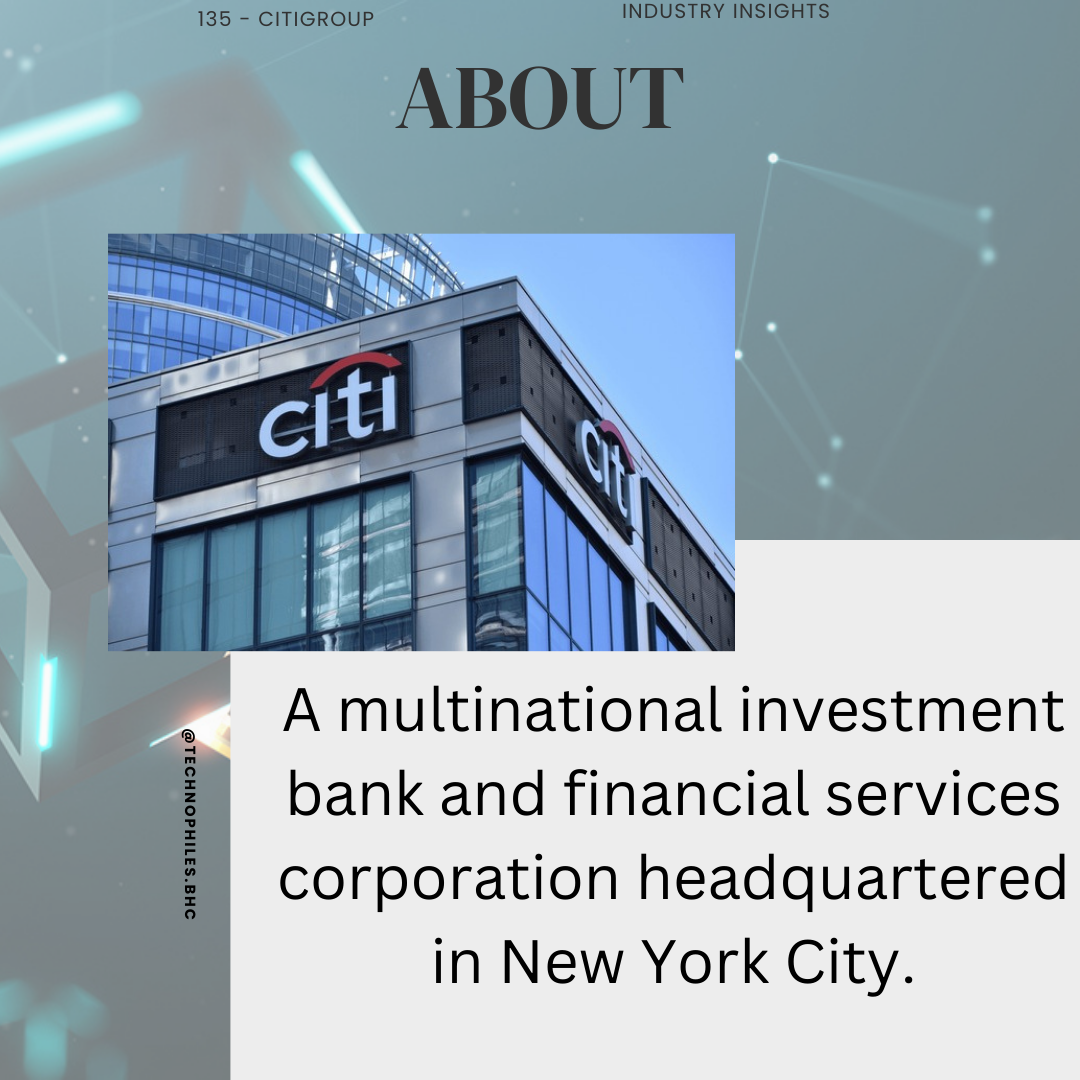 135 - CITIGROUP
INDUSTRY INSIGHTS
ABOUT
citi
citi
A multinational investment
bank and financial services
corporation headquartered
in New York City.
@TECHNOPHILES.BHC